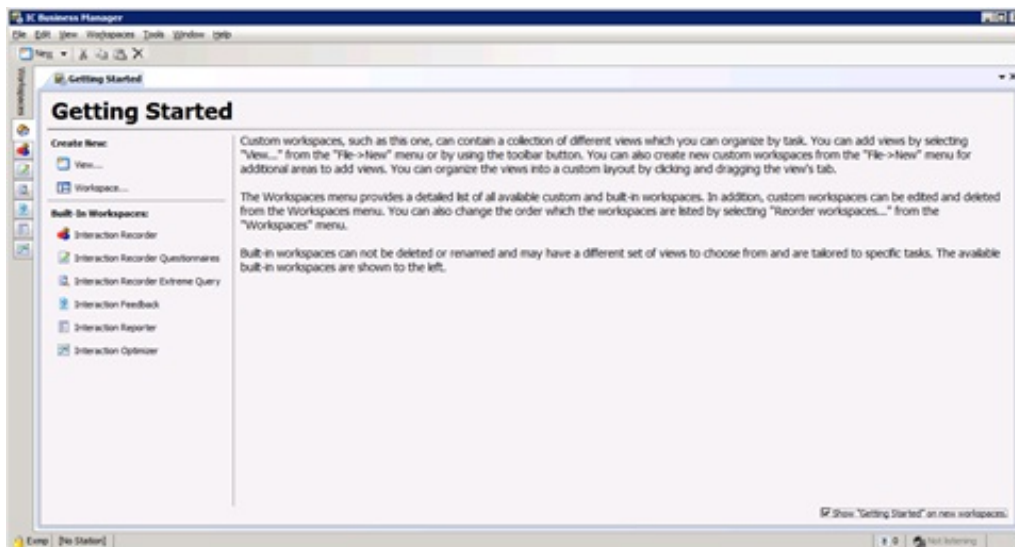 IC Business Manager
File Edit View Workspaces Tools Window Help
New
Workspaces
Getting Started
Getting Started
Create New:
View...
Workspace...
Built-In Workspaces:
Interaction Recorder
Interaction Recorder Questionnaires
Interaction Recorder Extreme Query
Interaction Feedback
Interaction Reporter
Interaction Optimizer
Custom workspaces, such as this one, can contain a collection of different views which you can organize by task. You can add views by selecting
"View..." from the "File->New" menu or by using the toolbar button. You can also create new custom workspaces from the "File->New" menu for
additional areas to add views. You can organize the views into a custom layout by clicking and dragging the view's tab.
The Workspaces menu provides a detailed list of all available custom and built-in workspaces. In addition, custom workspaces can be edited and deleted
from the Workspaces menu. You can also change the order which the workspaces are listed by selecting "Reorder workspaces..." from the
"Workspaces" menu.
Built-in workspaces can not be deleted or renamed and may have a different set of views to choose from and are tailored to specific tasks. The available
built-in workspaces are shown to the left.
Show "Getting Started" on new workspaces.
[No Station]
0
Not listening